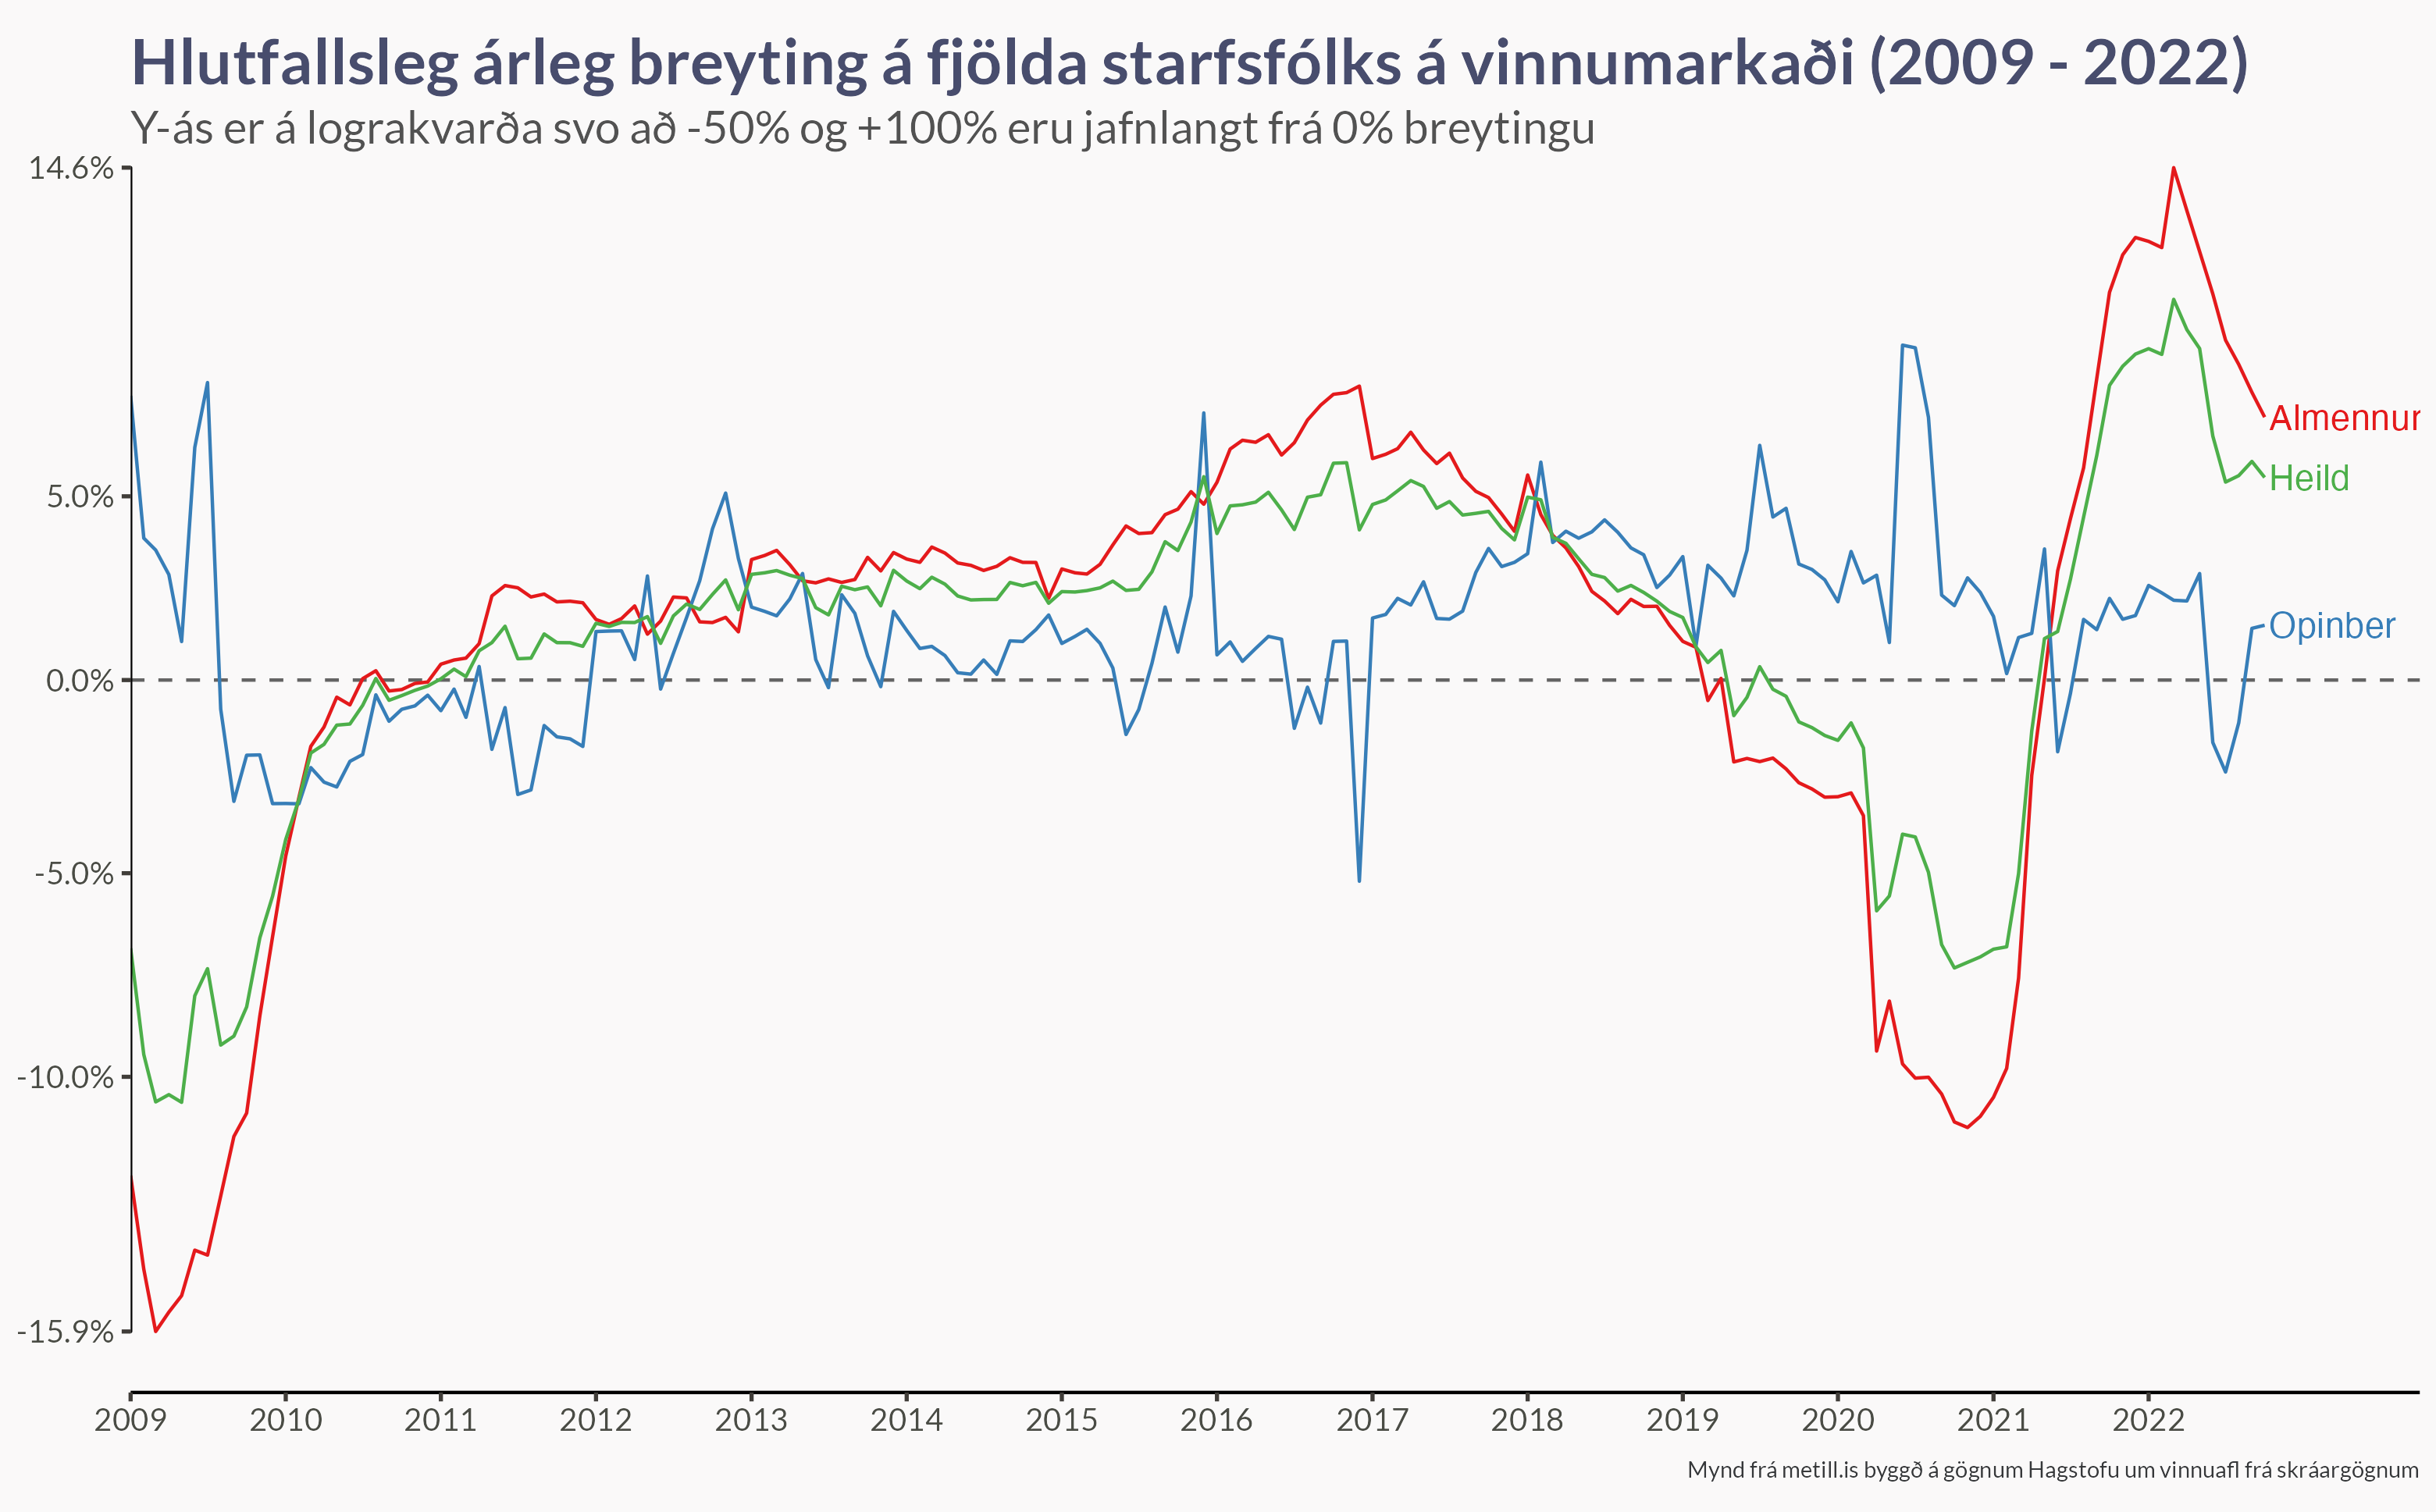 Hlutfallsleg árleg breyting á fjölda starfsfólks á vinnumarkaði (2009 - 2022)
Y-ás er á lograkvarða svo að -50% og +100% eru jafnlangt frá 0% breytingu
14.6%
5.0%
0.0%
-5.0%
-10.0%
-15.9%
Almennur
Heild
Opinber
2009 2010 2011 2012 2013 2014 2015 2016 2017 2018 2019 2020 2021 2022
Mynd frá metill.is byggð á gögnum Hagstofu um vinnuafl frá skráargögnum